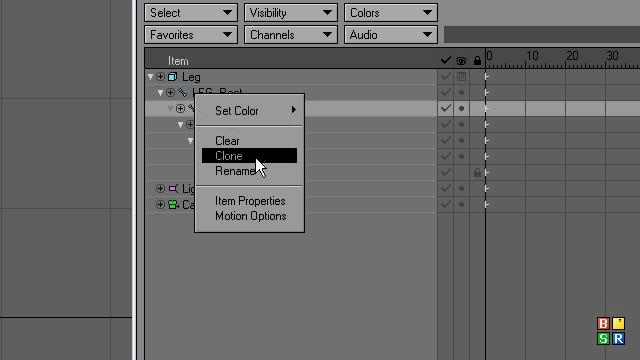 Select Visibility Colors
Favorites Channels Audio
Item 0 10 20 30
Leg
LEG_Root
Set Color
Clear
Clone
Rename
Item Properties
Motion Options
B
S R